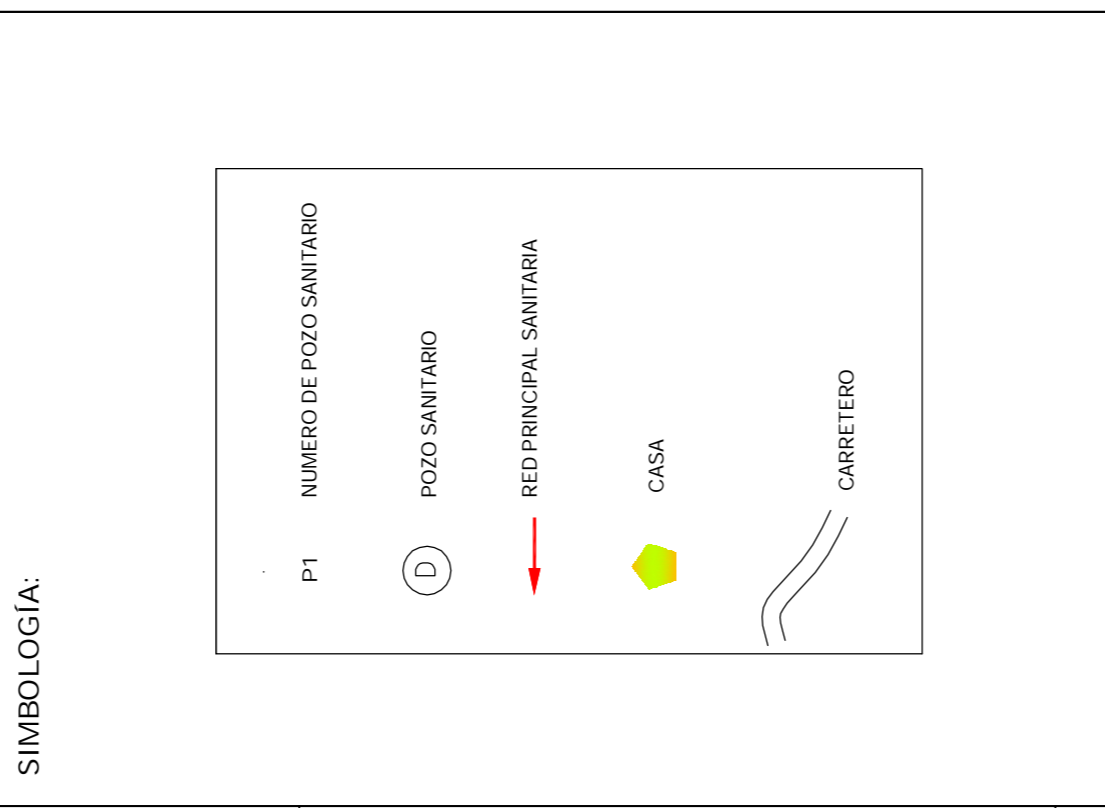 SIMBOLOGÍA:
P1 NUMERO DE POZO SANITARIO
D POZO SANITARIO
RED PRINCIPAL SANITARIA
CASA
CARRETERO